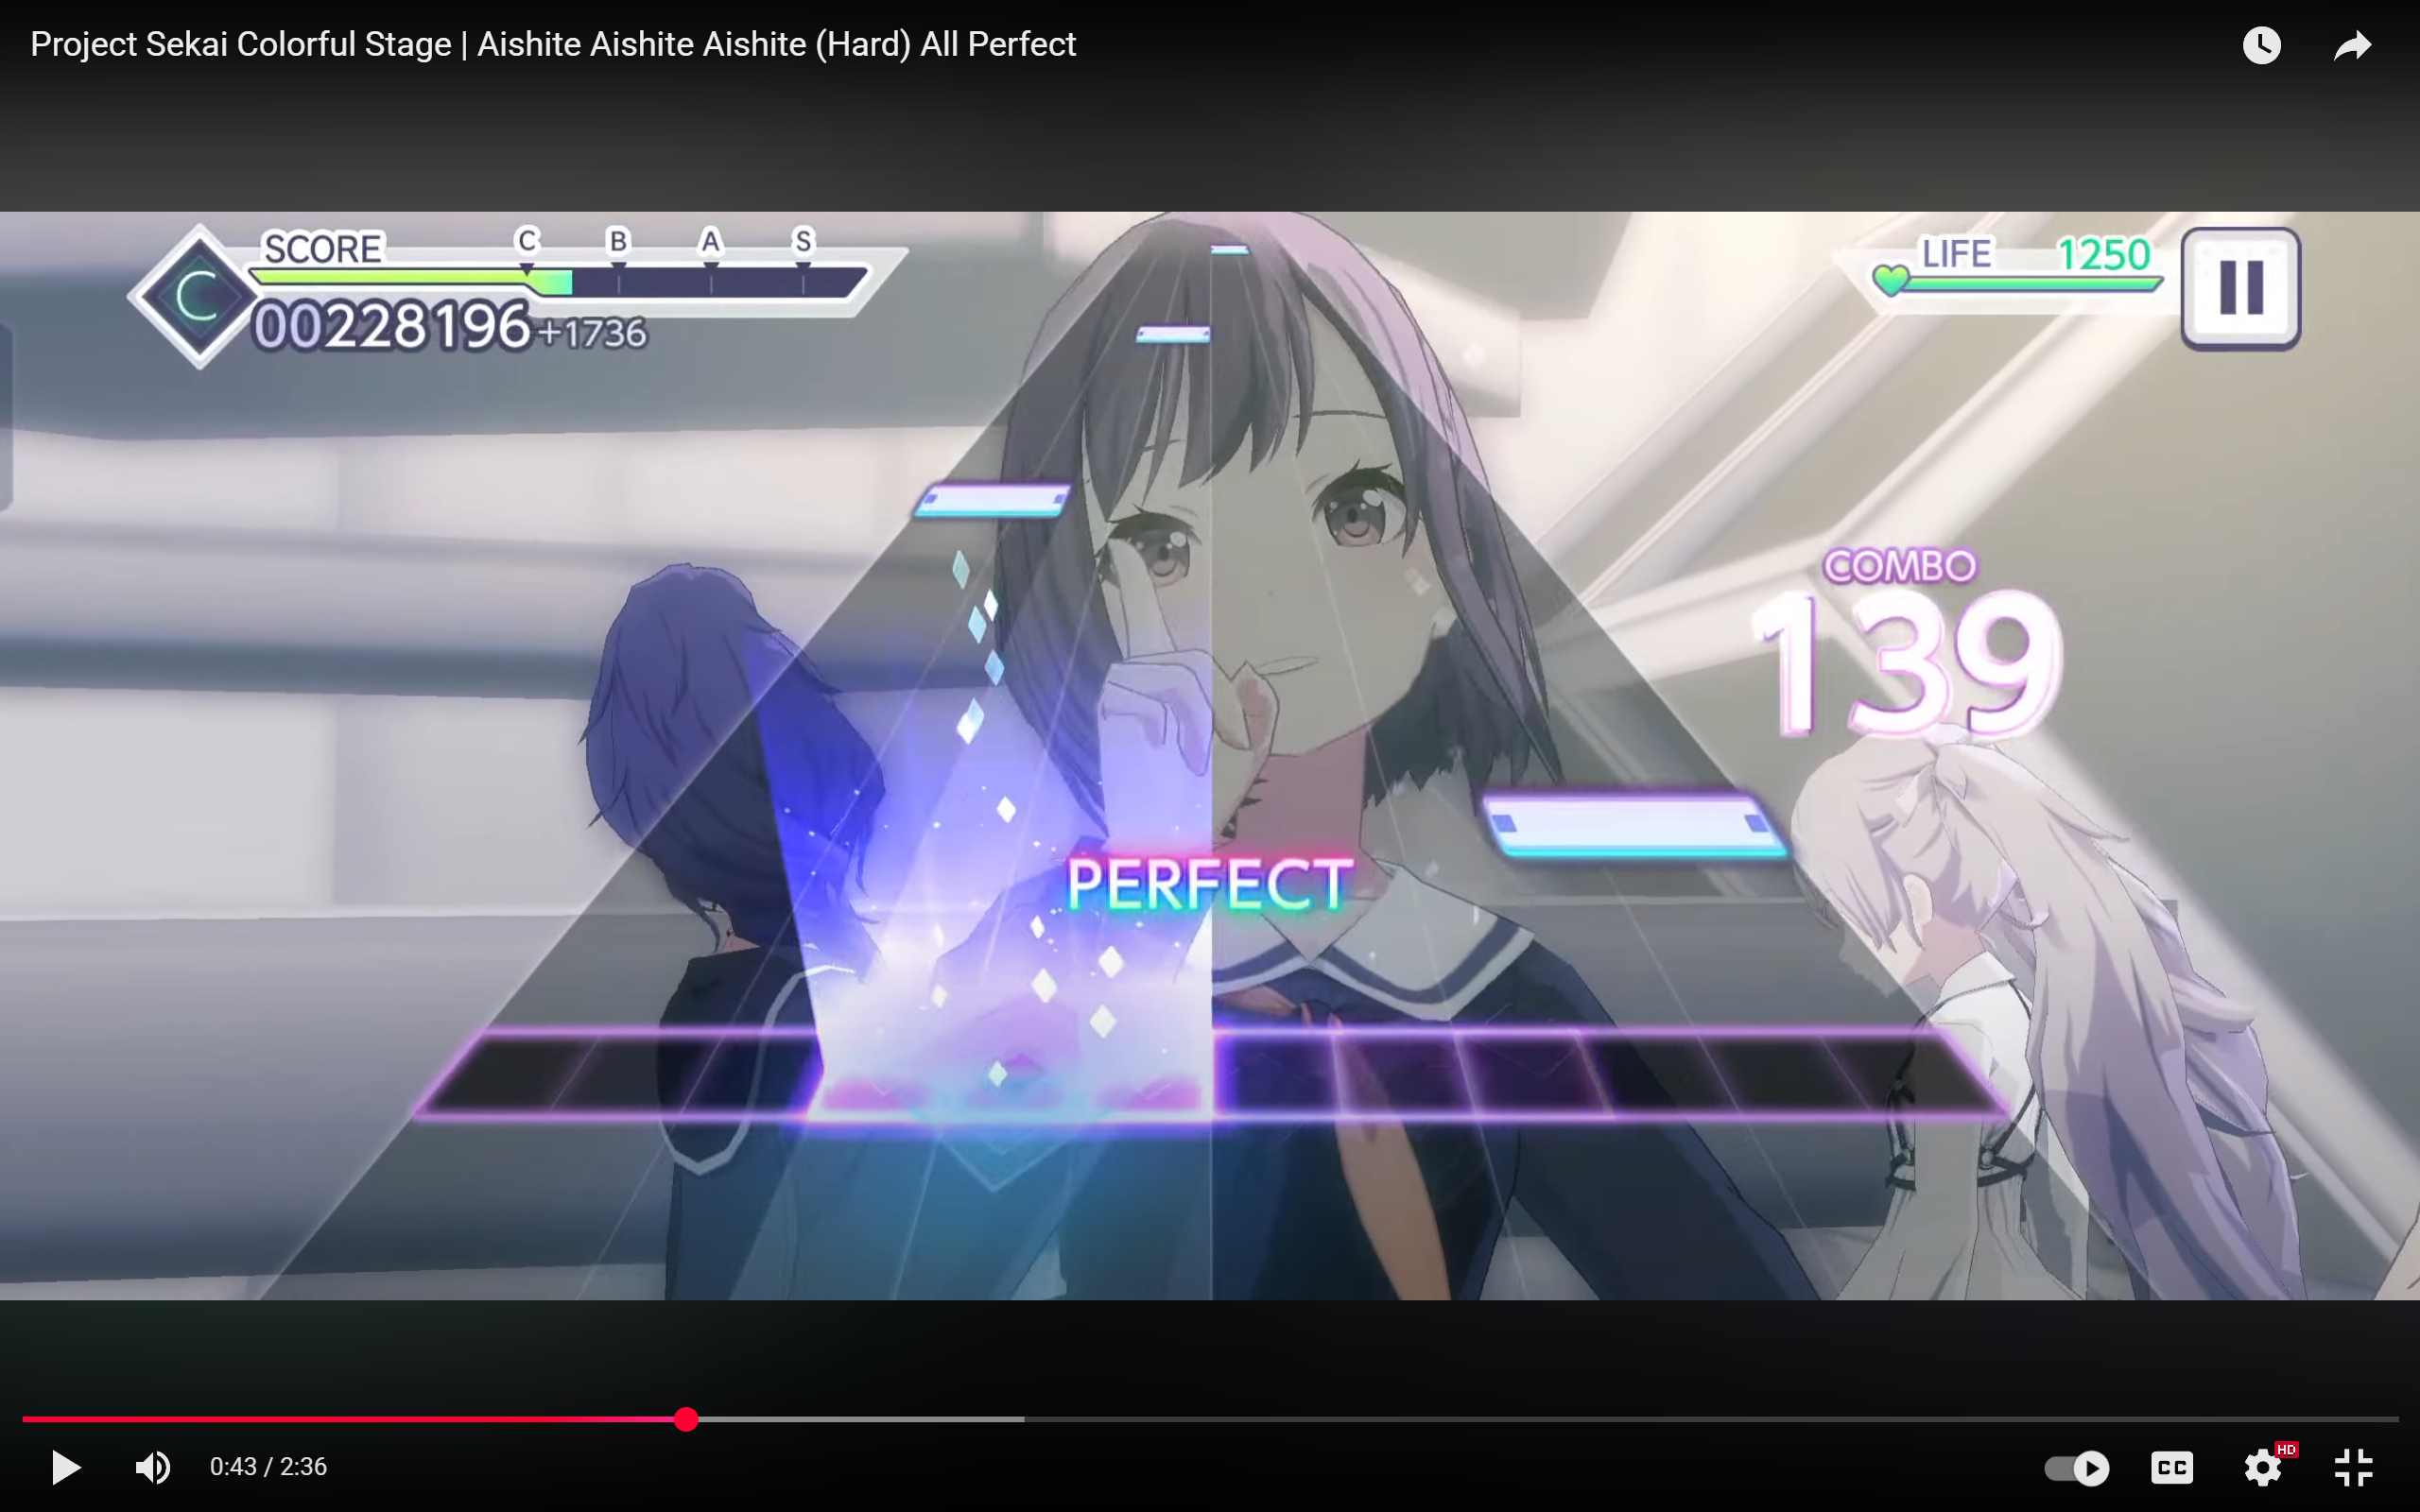 Project Sekai Colorful Stage | Aishite Aishite Aishite (Hard) All Perfect
SCORE C B A S
C
00228196+1736
LIFE 1250
COMBO
139
PERFECT
0:43 / 2:36
CC
HD